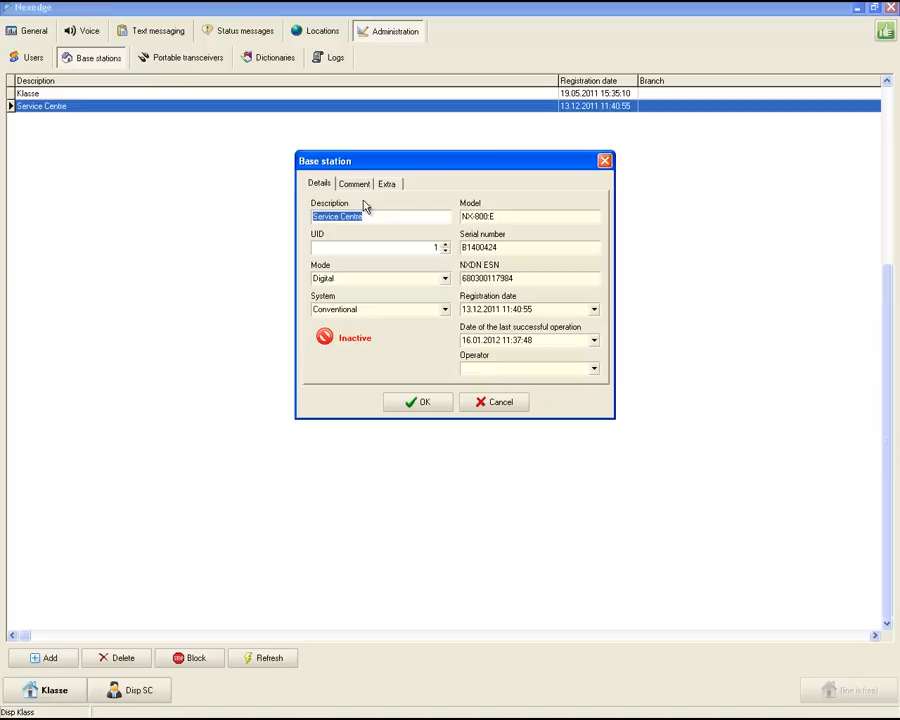 Nexedge
General Voice Text messaging Status messages Locations Administration
Users Base stations Portable transceivers Dictionaries Logs
Description Registration date Branch
Klasse 19.05.2011 15:35:10
Service Centre 13.12.2011 11:40:55
Base station
Details Comment Extra
Description Model
Service Centre NX-800:E
UID Serial number
1 B1400424
Mode NXDN ESN
Digital 680300117984
System Registration date
Conventional 13.12.2011 11:40:55
Date of the last successful operation
Inactive 16.01.2012 11:37:48
Operator
OK Cancel
Add Delete STOP Block Refresh
Klasse Disp SC line is free!
Disp Klass